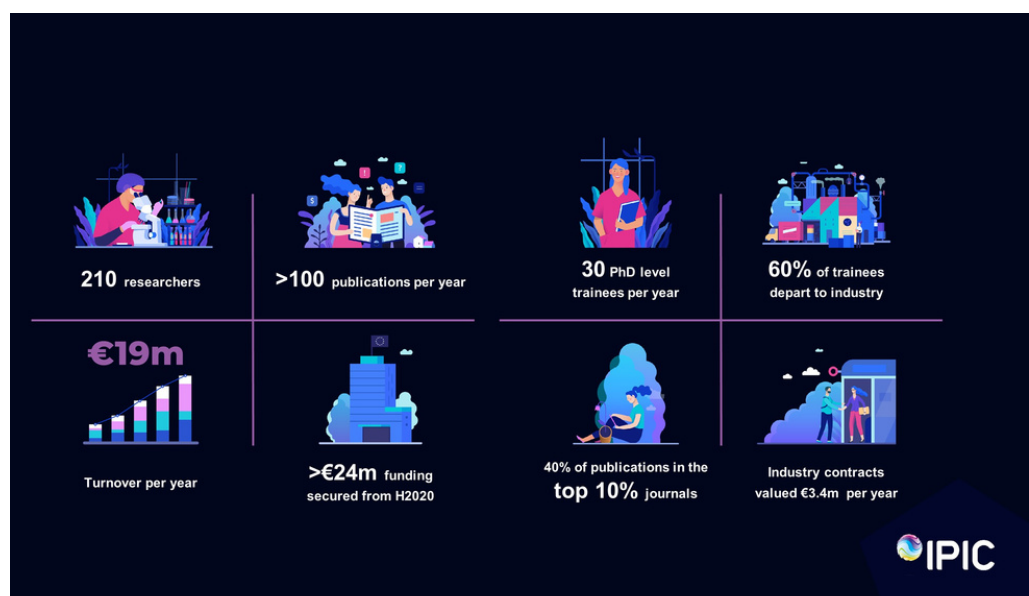 210 researchers
>100 publications per year
30 PhD level
trainees per year
60% of trainees
depart to industry
€19m
Turnover per year
>€24m funding
secured from H2020
40% of publications in the
top 10% journals
Industry contracts
valued €3.4m per year
IPIC